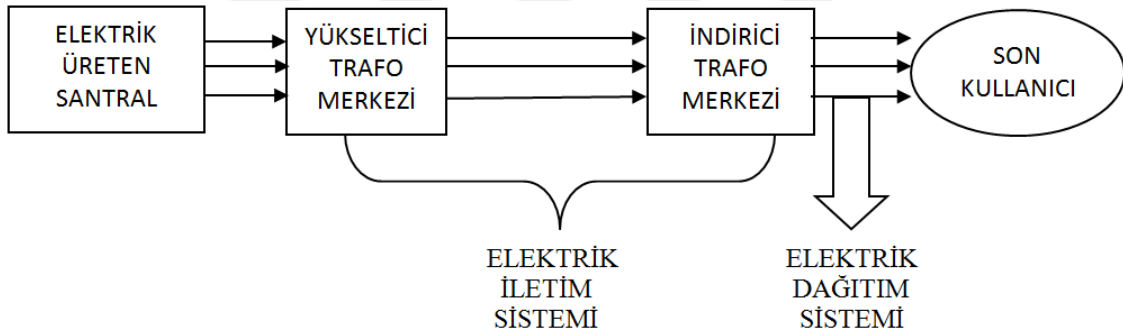 ELEKTRİK
ÜRETEN
SANTRAL
YÜKSELTİCİ
TRAFO
MERKEZİ
İNDİRİCİ
TRAFO
MERKEZİ
SON
KULLANICI
ELEKTRİK
İLETİM
SİSTEMİ
ELEKTRİK
DAĞITIM
SİSTEMİ